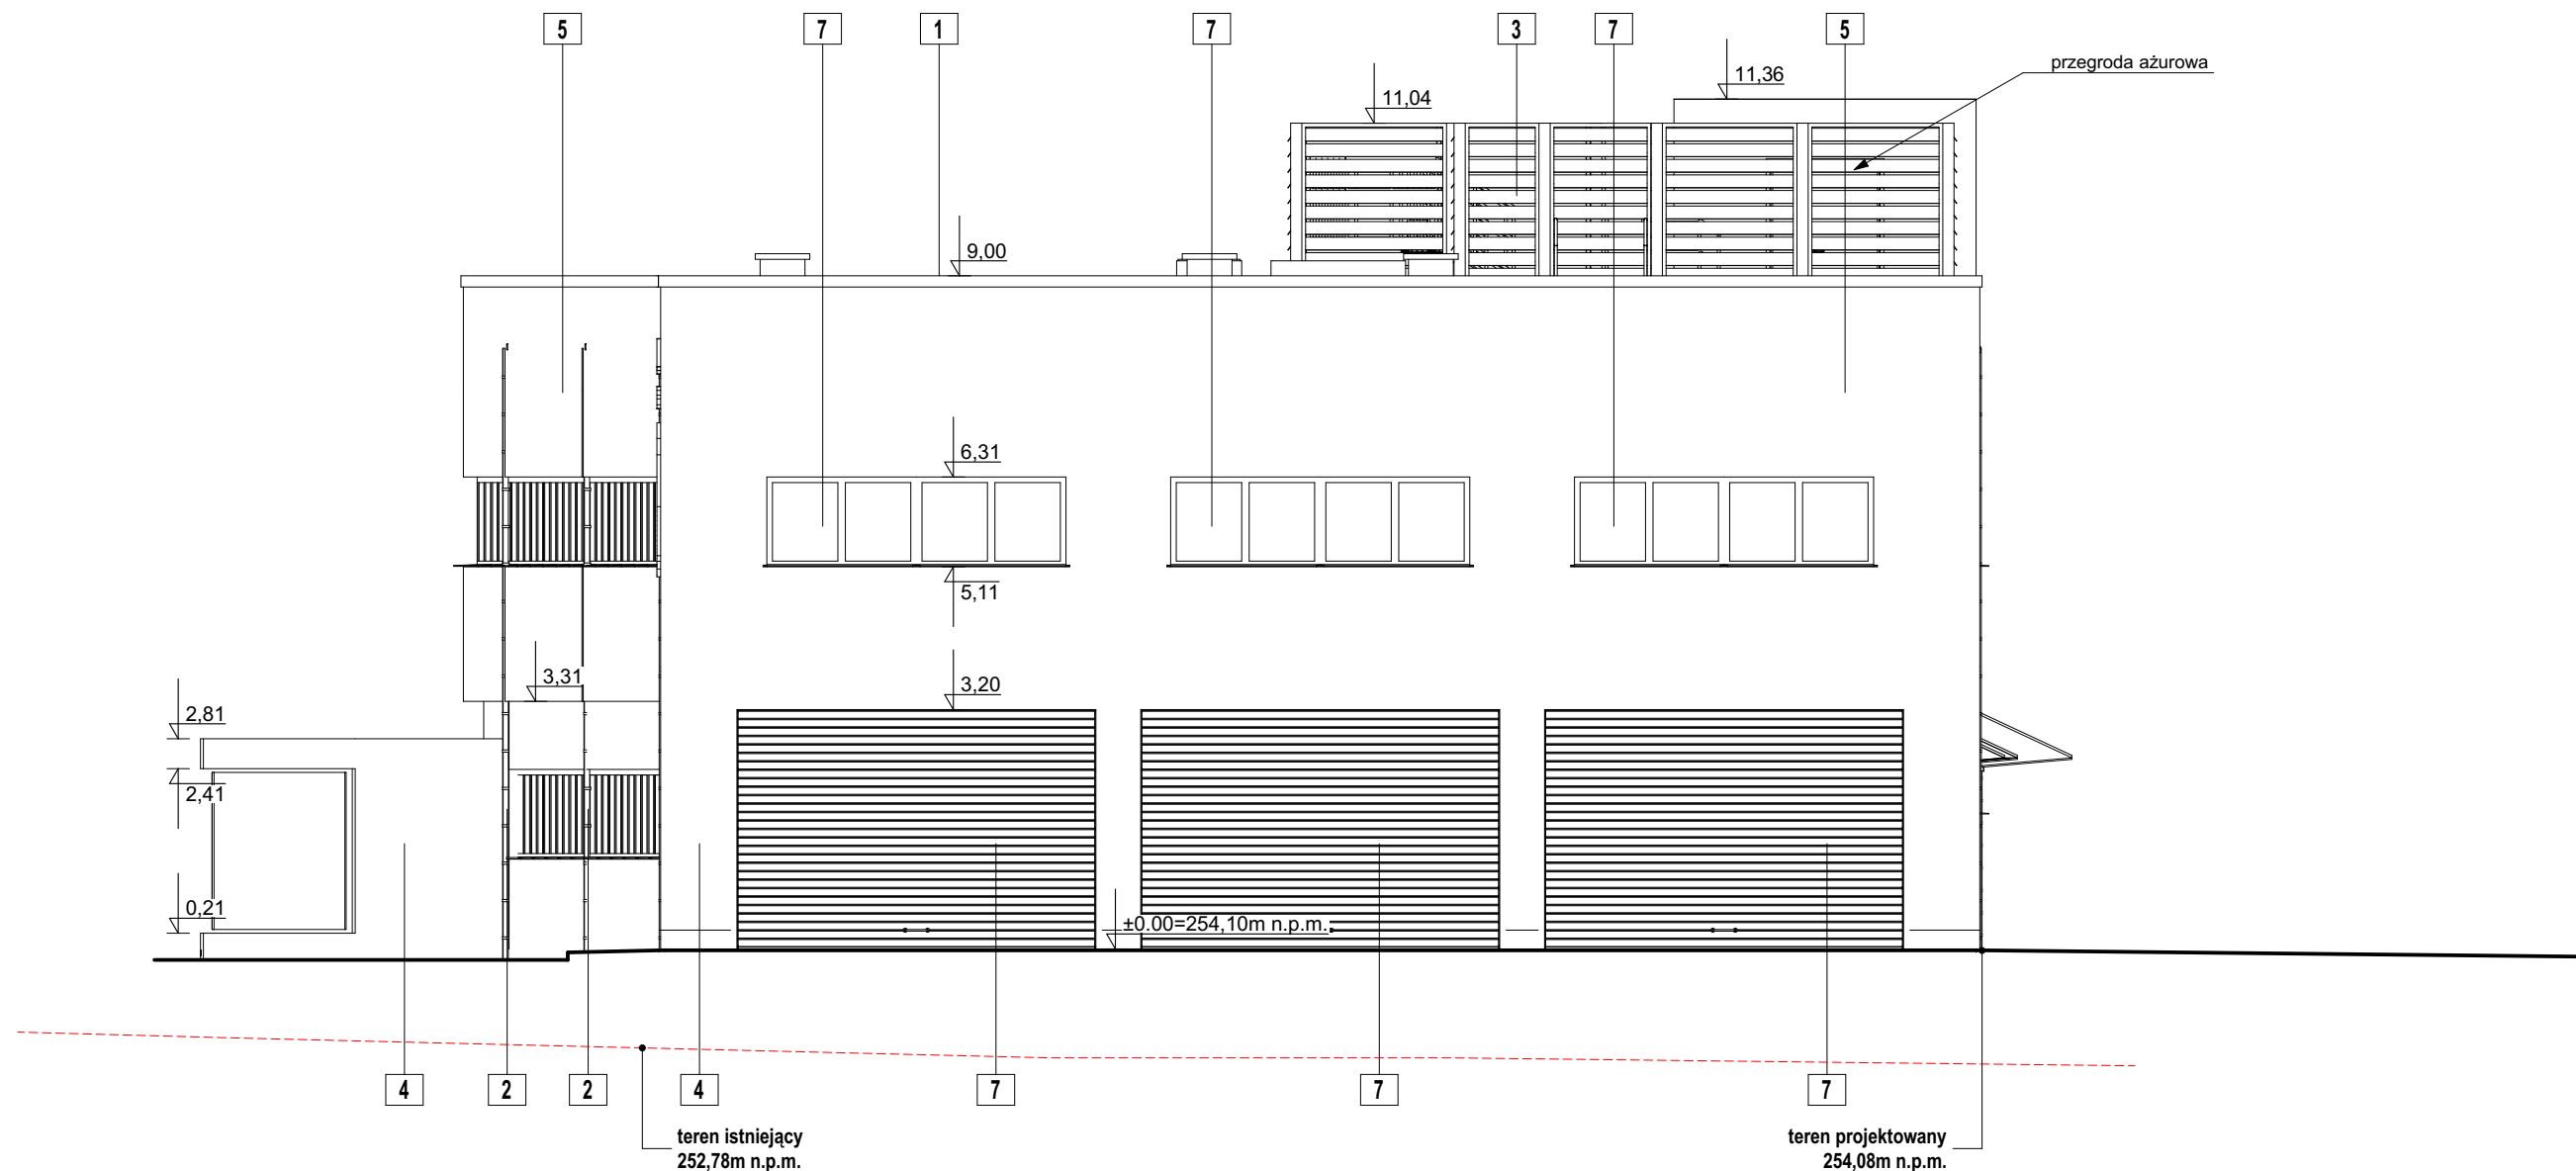 5 7 1 7 3 7 5
przegroda ażurowa
11,36
11,04
9,00
6,31
5,11
3,31
3,20
2,81
2,41
0,21
±0.00=254,10m n.p.m.
4 2 2 4 7 7 7
teren istniejący
252,78m n.p.m.
teren projektowany
254,08m n.p.m.